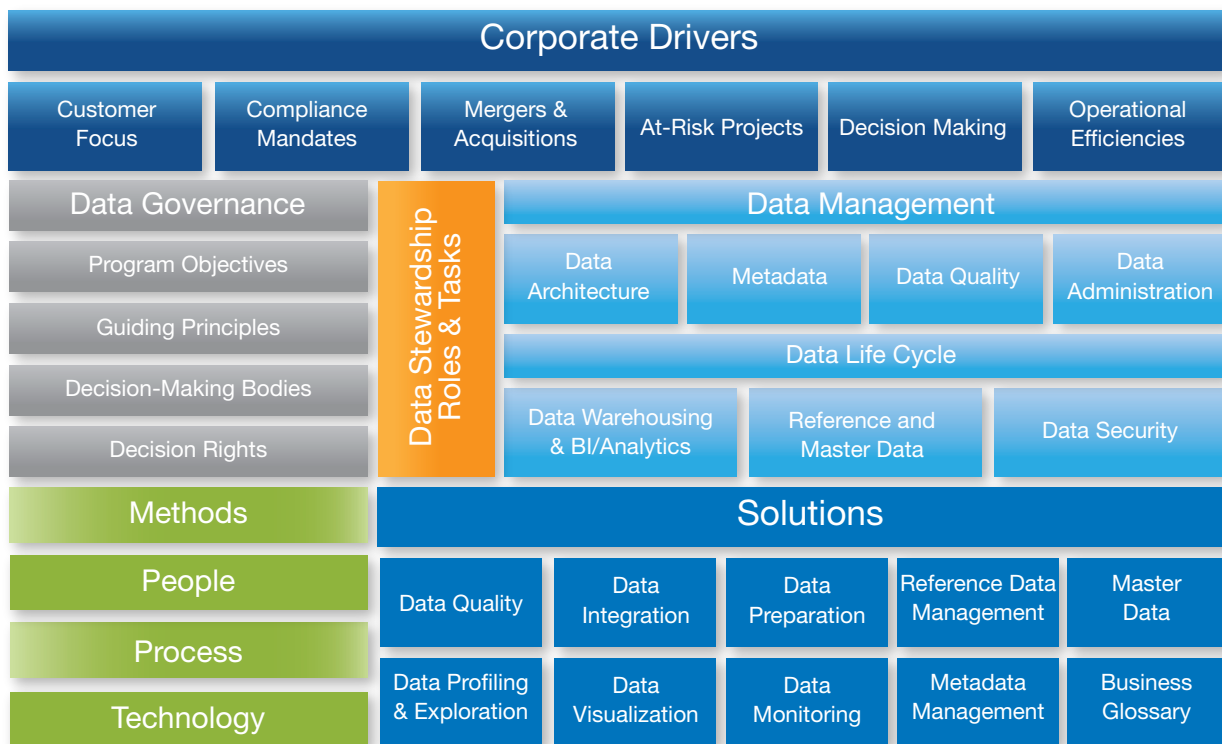 Corporate Drivers
Customer
Focus
Compliance
Mandates
Mergers &
Acquisitions
At-Risk Projects
Decision Making
Operational
Efficiencies
Data Governance
Program Objectives
Guiding Principles
Decision-Making Bodies
Decision Rights
Data Stewardship
Roles & Tasks
Data Management
Data
Architecture
Metadata
Data Quality
Data
Administration
Data Life Cycle
Data Warehousing
& BI/Analytics
Reference and
Master Data
Data Security
Methods
People
Process
Technology
Solutions
Data Quality
Data
Integration
Data
Preparation
Reference Data
Management
Master
Data
Data Profiling
& Exploration
Data
Visualization
Data
Monitoring
Metadata
Management
Business
Glossary